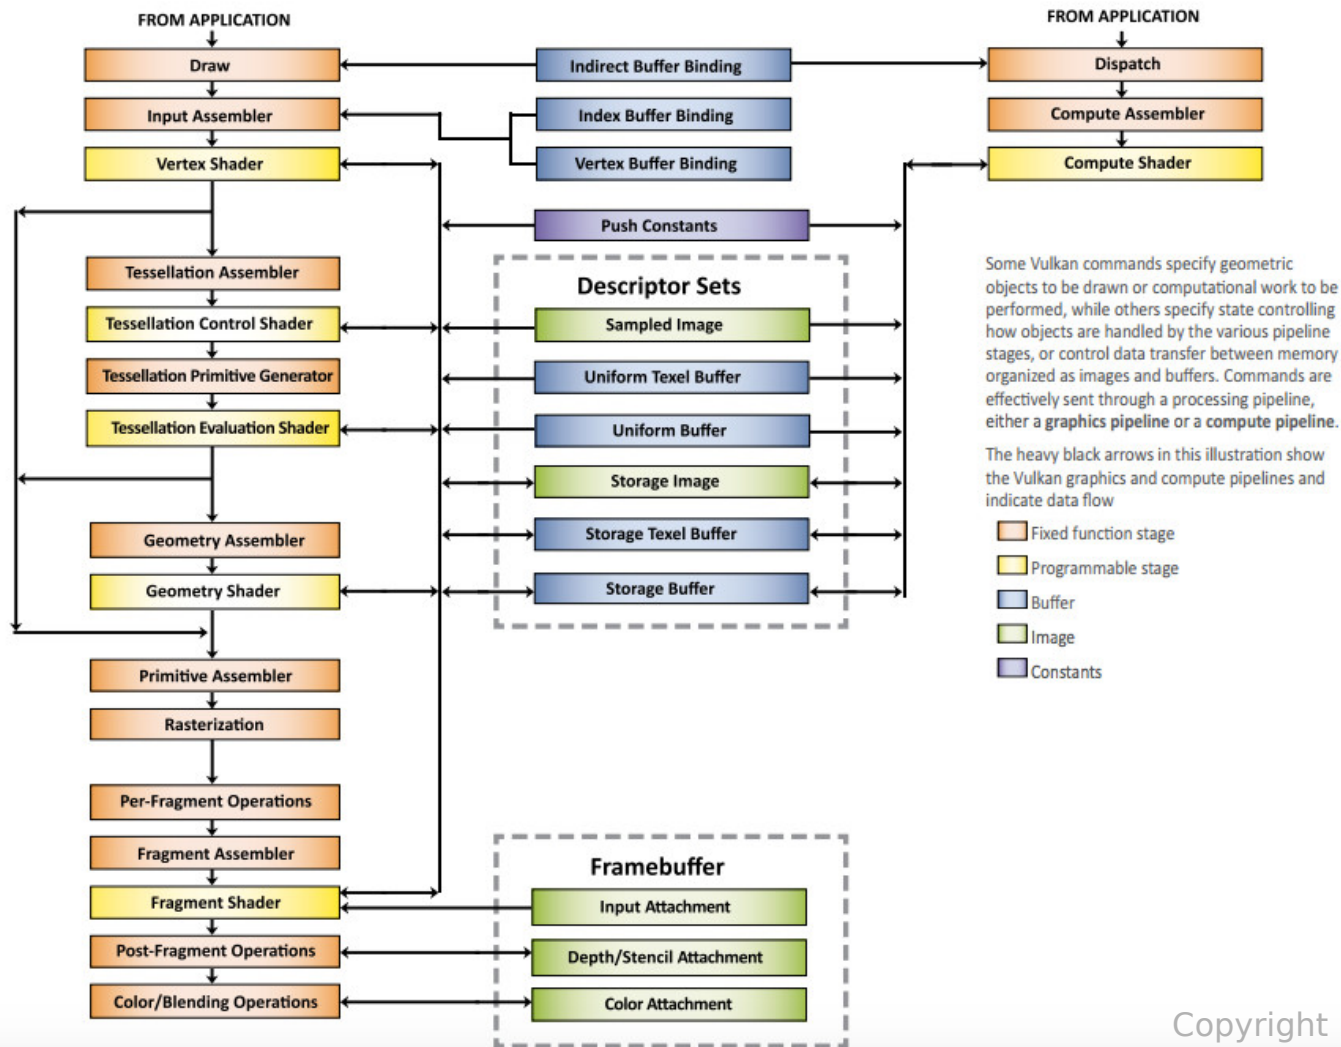 FROM APPLICATION
Draw
Input Assembler
Vertex Shader
Tessellation Assembler
Tessellation Control Shader
Tessellation Primitive Generator
Tessellation Evaluation Shader
Geometry Assembler
Geometry Shader
Primitive Assembler
Rasterization
Per-Fragment Operations
Fragment Assembler
Fragment Shader
Post-Fragment Operations
Color/Blending Operations
Indirect Buffer Binding
Index Buffer Binding
Vertex Buffer Binding
Push Constants
Descriptor Sets
Sampled Image
Uniform Texel Buffer
Uniform Buffer
Storage Image
Storage Texel Buffer
Storage Buffer
Framebuffer
Input Attachment
Depth/Stencil Attachment
Color Attachment
FROM APPLICATION
Dispatch
Compute Assembler
Compute Shader
Some Vulkan commands specify geometric
objects to be drawn or computational work to be
performed, while others specify state controlling
how objects are handled by the various pipeline
stages, or control data transfer between memory
organized as images and buffers. Commands are
effectively sent through a processing pipeline,
either a graphics pipeline or a compute pipeline.
The heavy black arrows in this illustration show
the Vulkan graphics and compute pipelines and
indicate data flow
Fixed function stage
Programmable stage
Buffer
Image
Constants
Copyright